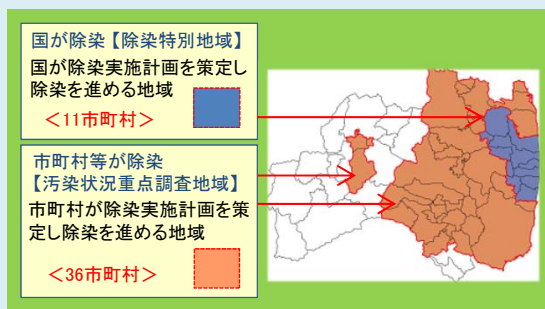 国が除染【除染特別地域】
国が除染実施計画を策定し
除染を進める地域
＜11市町村＞
市町村等が除染
【汚染状況重点調査地域】
市町村が除染実施計画を策
定し除染を進める地域
＜36市町村＞